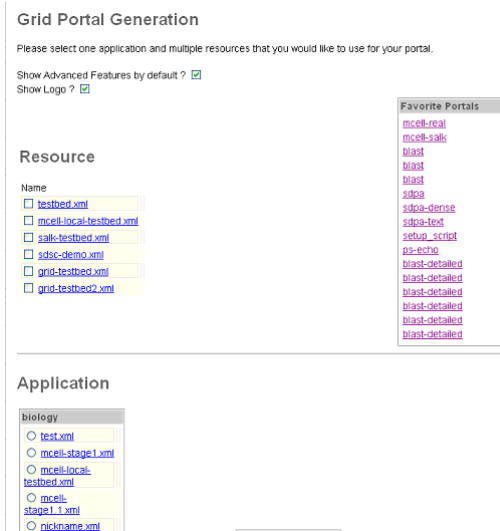 Grid Portal Generation
Please select one application and multiple resources that you would like to use for your portal.
Show Advanced Features by default ?
Show Logo ?
Favorite Portals
mcell-real
mcell-salk
blast
blast
blast
sdpa
sdpa-dense
sdpa-text
setup_script
ps-echo
blast-detailed
blast-detailed
blast-detailed
blast-detailed
blast-detailed
blast-detailed
Resource
Name
testbed.xml
mcell-local-testbed.xml
salk-testbed.xml
sdsc-demo.xml
grid-testbed.xml
grid-testbed2.xml
Application
biology
test.xml
mcell-stage1.xml
mcell-local-
testbed.xml
mcell-
stage1.1.xml
nickname.xml